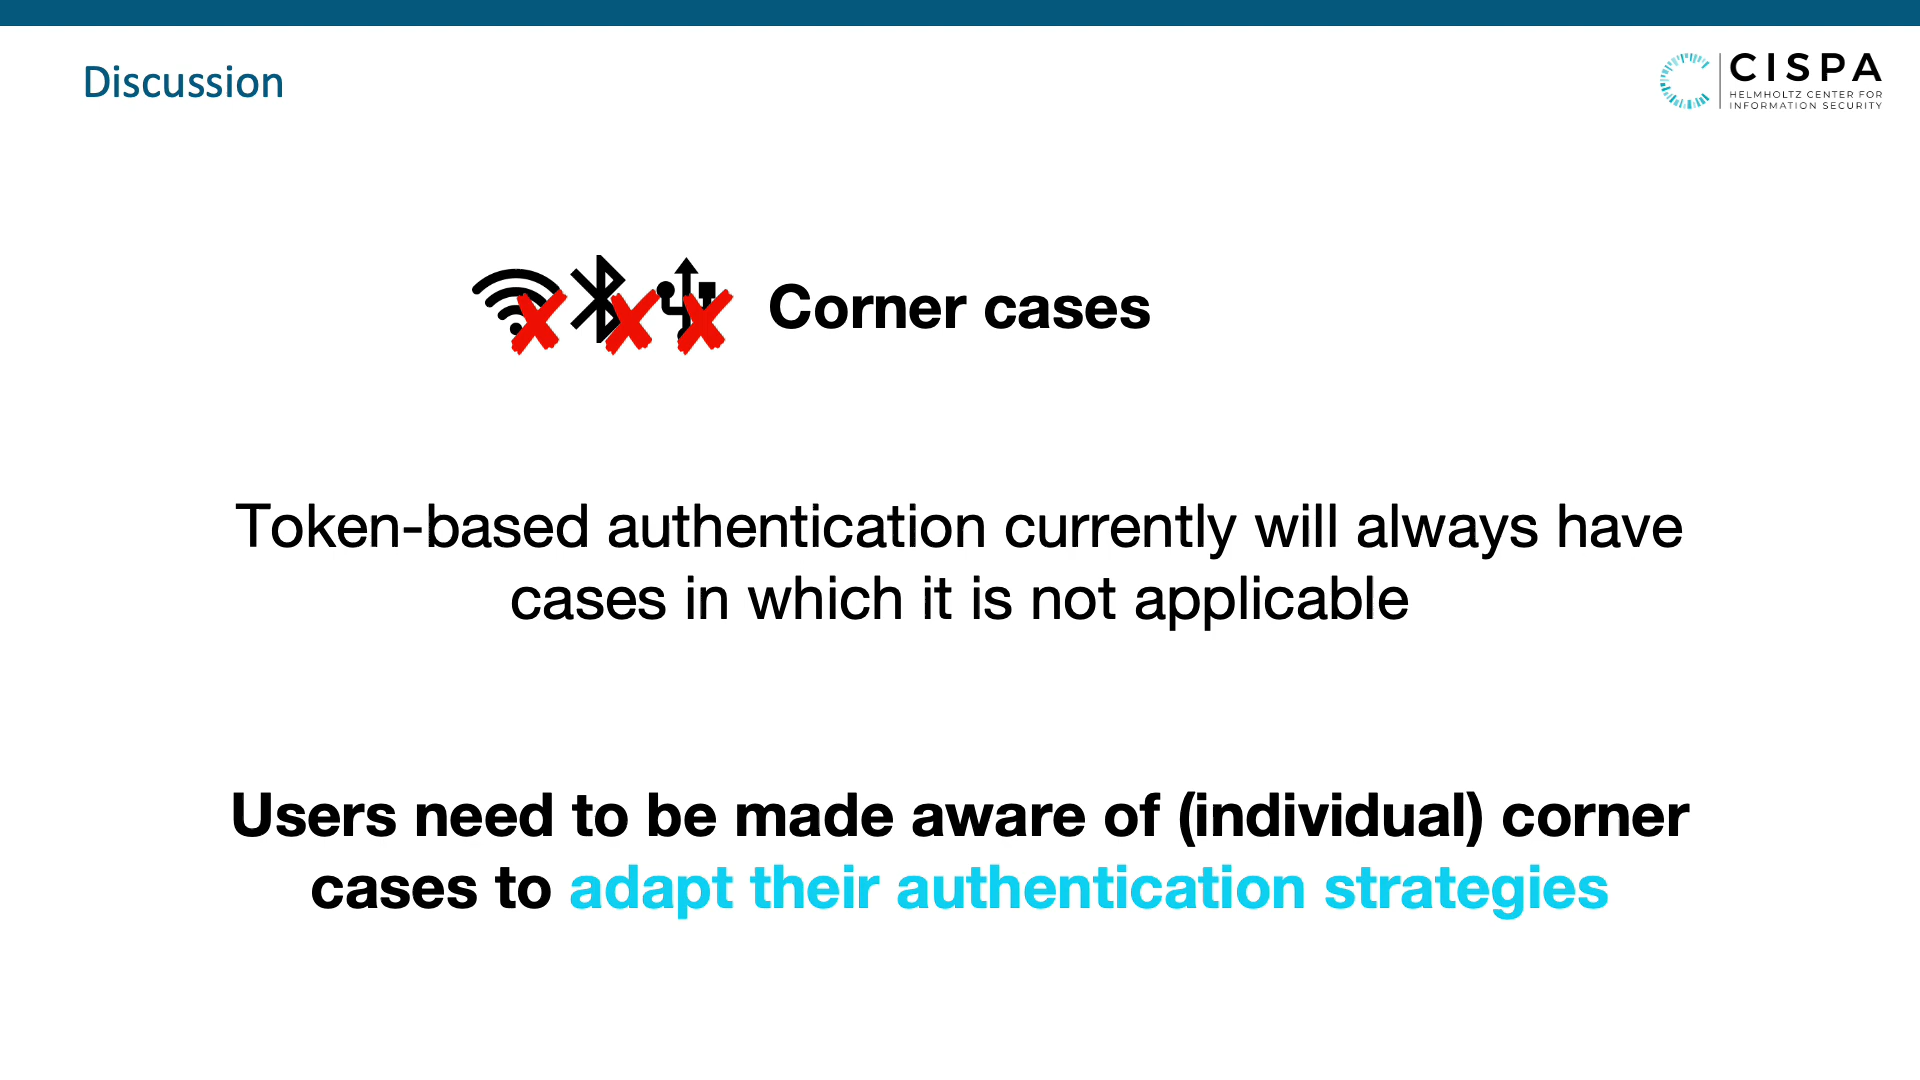 Discussion
CISPA
HELMHOLTZ CENTER FOR
INFORMATION SECURITY
Corner cases
Token-based authentication currently will always have
cases in which it is not applicable
Users need to be made aware of (individual) corner
cases to adapt their authentication strategies